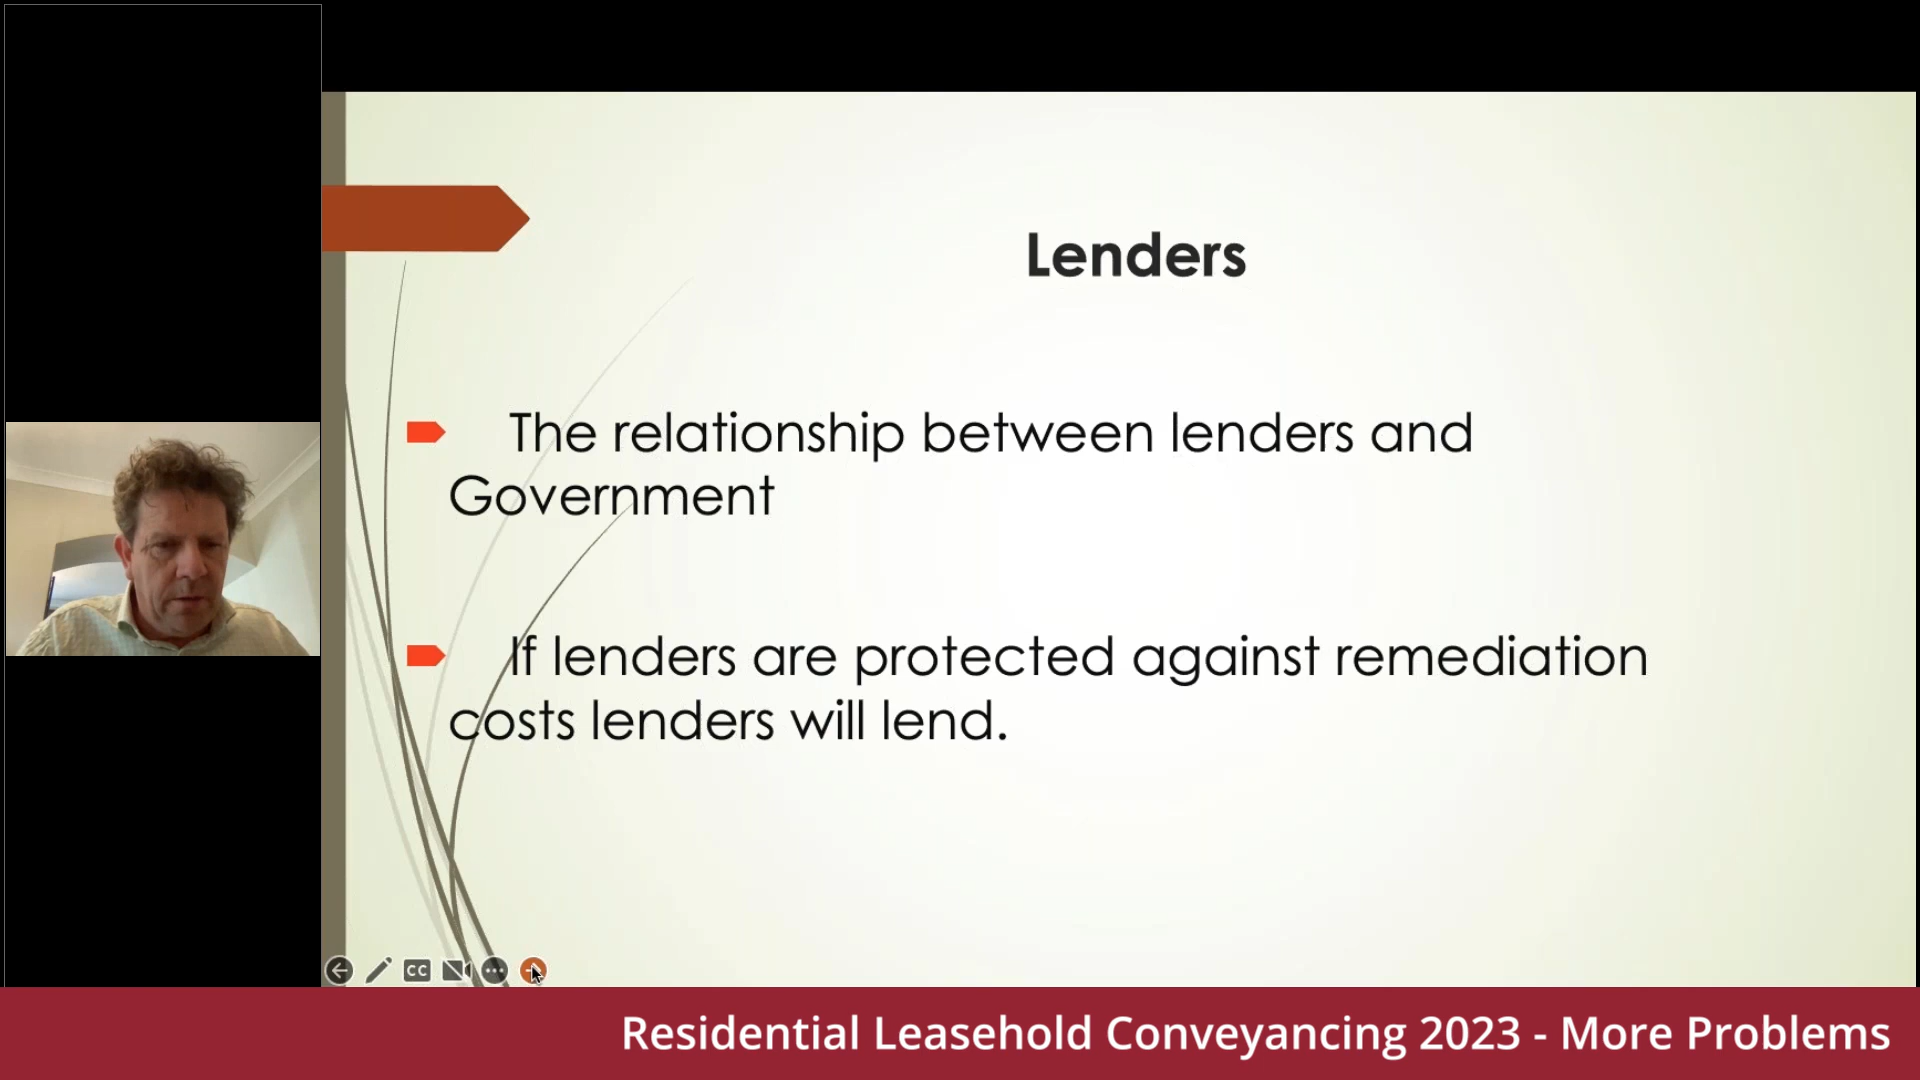 Lenders
The relationship between lenders and
Government
If lenders are protected against remediation
costs lenders will lend.
CC
Residential Leasehold Conveyancing 2023 - More Problems